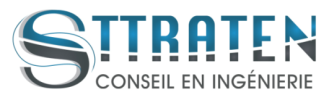 STTRATEN
CONSEIL EN INGÉNIERIE